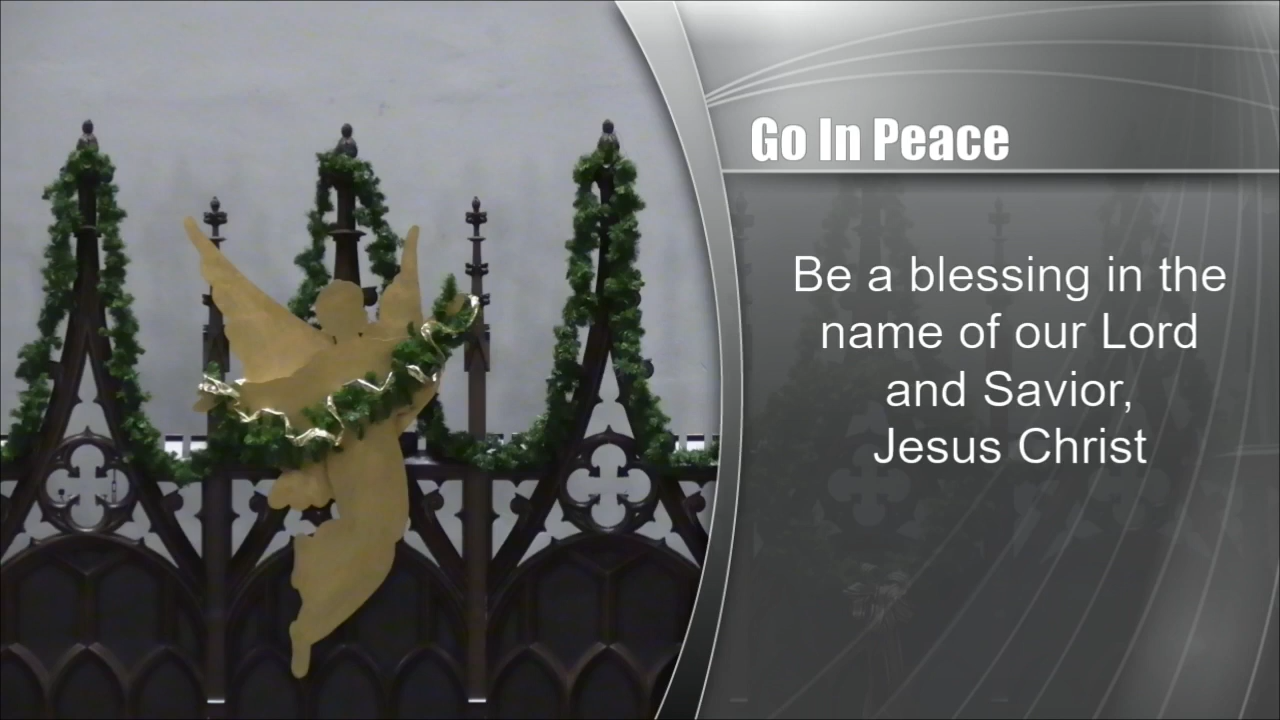 Go In Peace
Be a blessing in the
name of our Lord
and Savior,
Jesus Christ